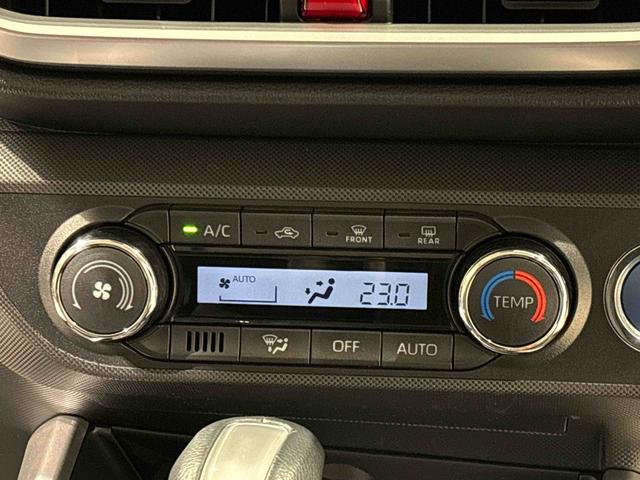 A/C
FRONT
REAR
AUTO
23.0
TEMP
OFF
AUTO